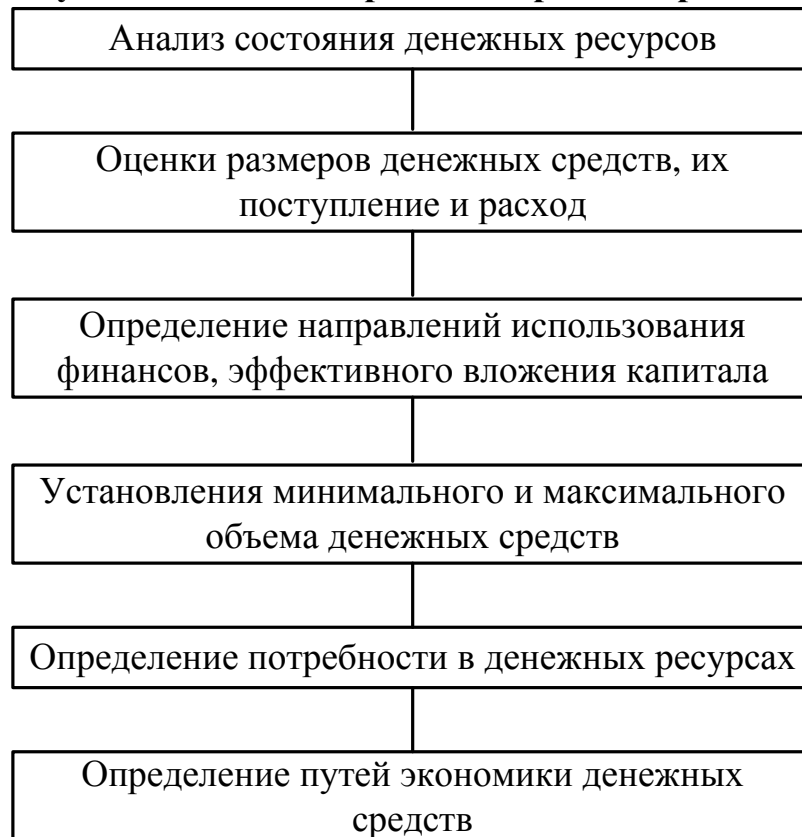 Анализ состояния денежных ресурсов
Оценки размеров денежных средств, их
поступление и расход
Определение направлений использования
финансов, эффективного вложения капитала
Установления минимального и максимального
объема денежных средств
Определение потребности в денежных ресурсах
Определение путей экономики денежных
средств